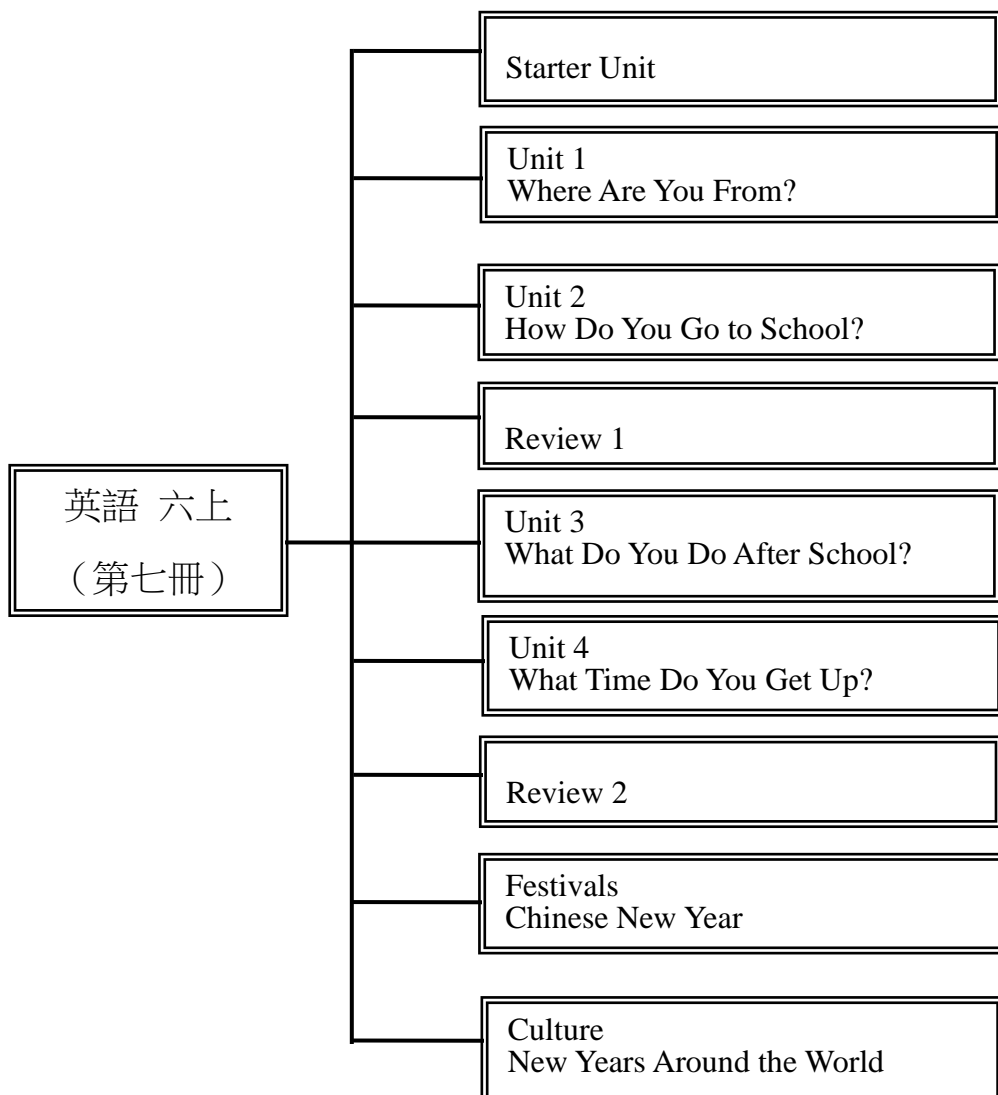 Starter Unit
Unit 1
Where Are You From?
Unit 2
How Do You Go to School?
Review 1
英語 六上
（第七冊）
Unit 3
What Do You Do After School?
Unit 4
What Time Do You Get Up?
Review 2
Festivals
Chinese New Year
Culture
New Years Around the World